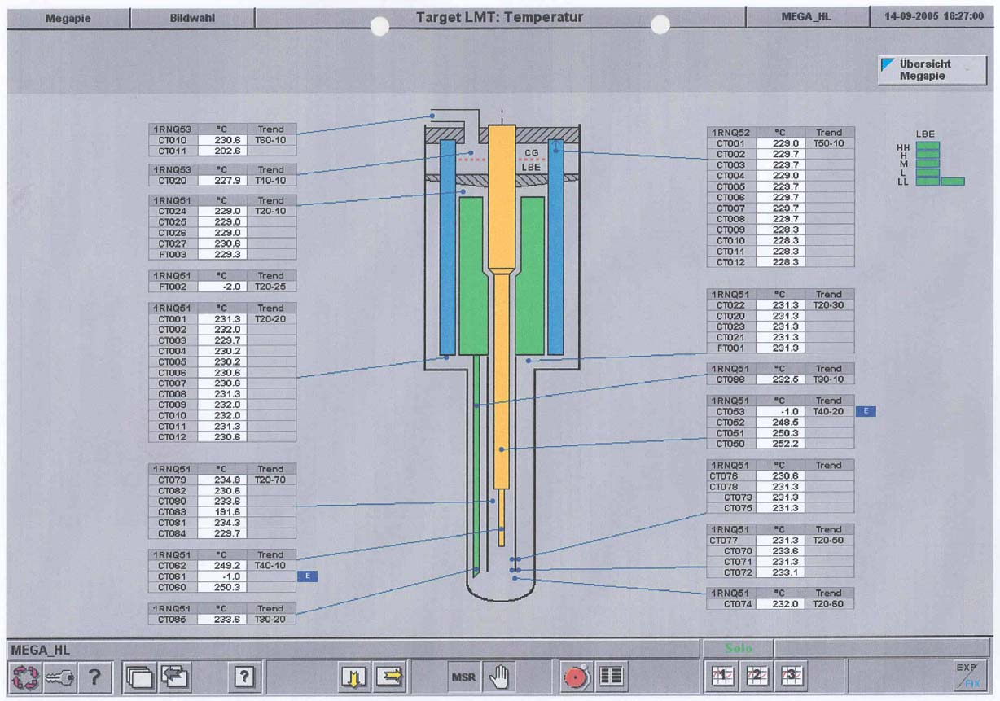 Megapie Bildwahl Target LMT: Temperatur MEGA_HL 14-09-2005 16:27:00
Übersicht
Megapie
1RNQ53 °C Trend
CT010 230.6 T60-10
CT011 202.6
1RNQ53 °C Trend
CT020 227.9 T10-10
1RNQ51 °C Trend
CT024 229.0 T20-10
CT025 229.0
CT026 229.0
CT027 230.6
FT003 229.3
1RNQ51 °C Trend
FT002 -2.0 T20-25
1RNQ51 °C Trend
CT001 231.3 T20-20
CT002 232.0
CT003 229.7
CT004 230.2
CT005 230.2
CT006 230.6
CT007 230.6
CT008 231.3
CT009 232.0
CT010 232.0
CT011 231.3
CT012 230.6
1RNQ51 °C Trend
CT079 234.8 T20-70
CT082 230.6
CT080 233.6
CT083 191.6
CT081 234.3
CT084 229.7
1RNQ51 °C Trend
CT062 249.2 T40-10
CT061 -1.0 E
CT060 250.3
1RNQ51 °C Trend
CT085 233.6 T30-20
CG
LBE
1RNQ52 °C Trend
CT001 229.0 T50-10
CT002 229.7
CT003 229.7
CT004 229.0
CT005 229.7
CT006 229.7
CT007 229.7
CT008 229.7
CT009 228.3
CT010 228.3
CT011 228.3
CT012 228.3
1RNQ51 °C Trend
CT022 231.3 T20-30
CT020 231.3
CT023 231.3
CT021 231.3
FT001 231.3
1RNQ51 °C Trend
CT086 232.5 T30-10
1RNQ51 °C Trend
CT053 -1.0 T40-20 E
CT052 248.5
CT051 250.3
CT050 252.2
1RNQ51 °C Trend
CT076 230.6
CT078 231.3
CT073 231.3
CT075 231.3
1RNQ51 °C Trend
CT077 231.3 T20-50
CT070 233.6
CT071 231.3
CT072 233.1
1RNQ51 °C Trend
CT074 232.0 T20-60
LBE
HH
H
M
L
LL
MEGA_HL Solo
? ? MSR 1 2 3 EXP/FIX